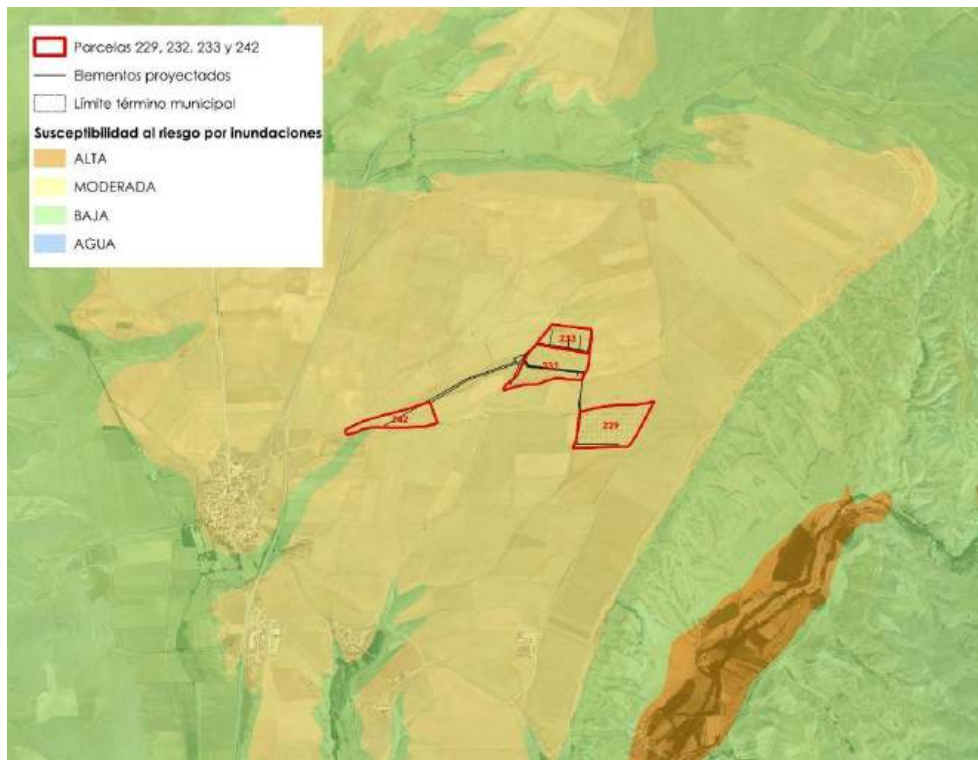 Parcelas 229, 232, 233 y 242
Elementos proyectados
Límite término municipal
Susceptibilidad al riesgo por inundaciones
ALTA
MODERADA
BAJA
AGUA
233
242
229